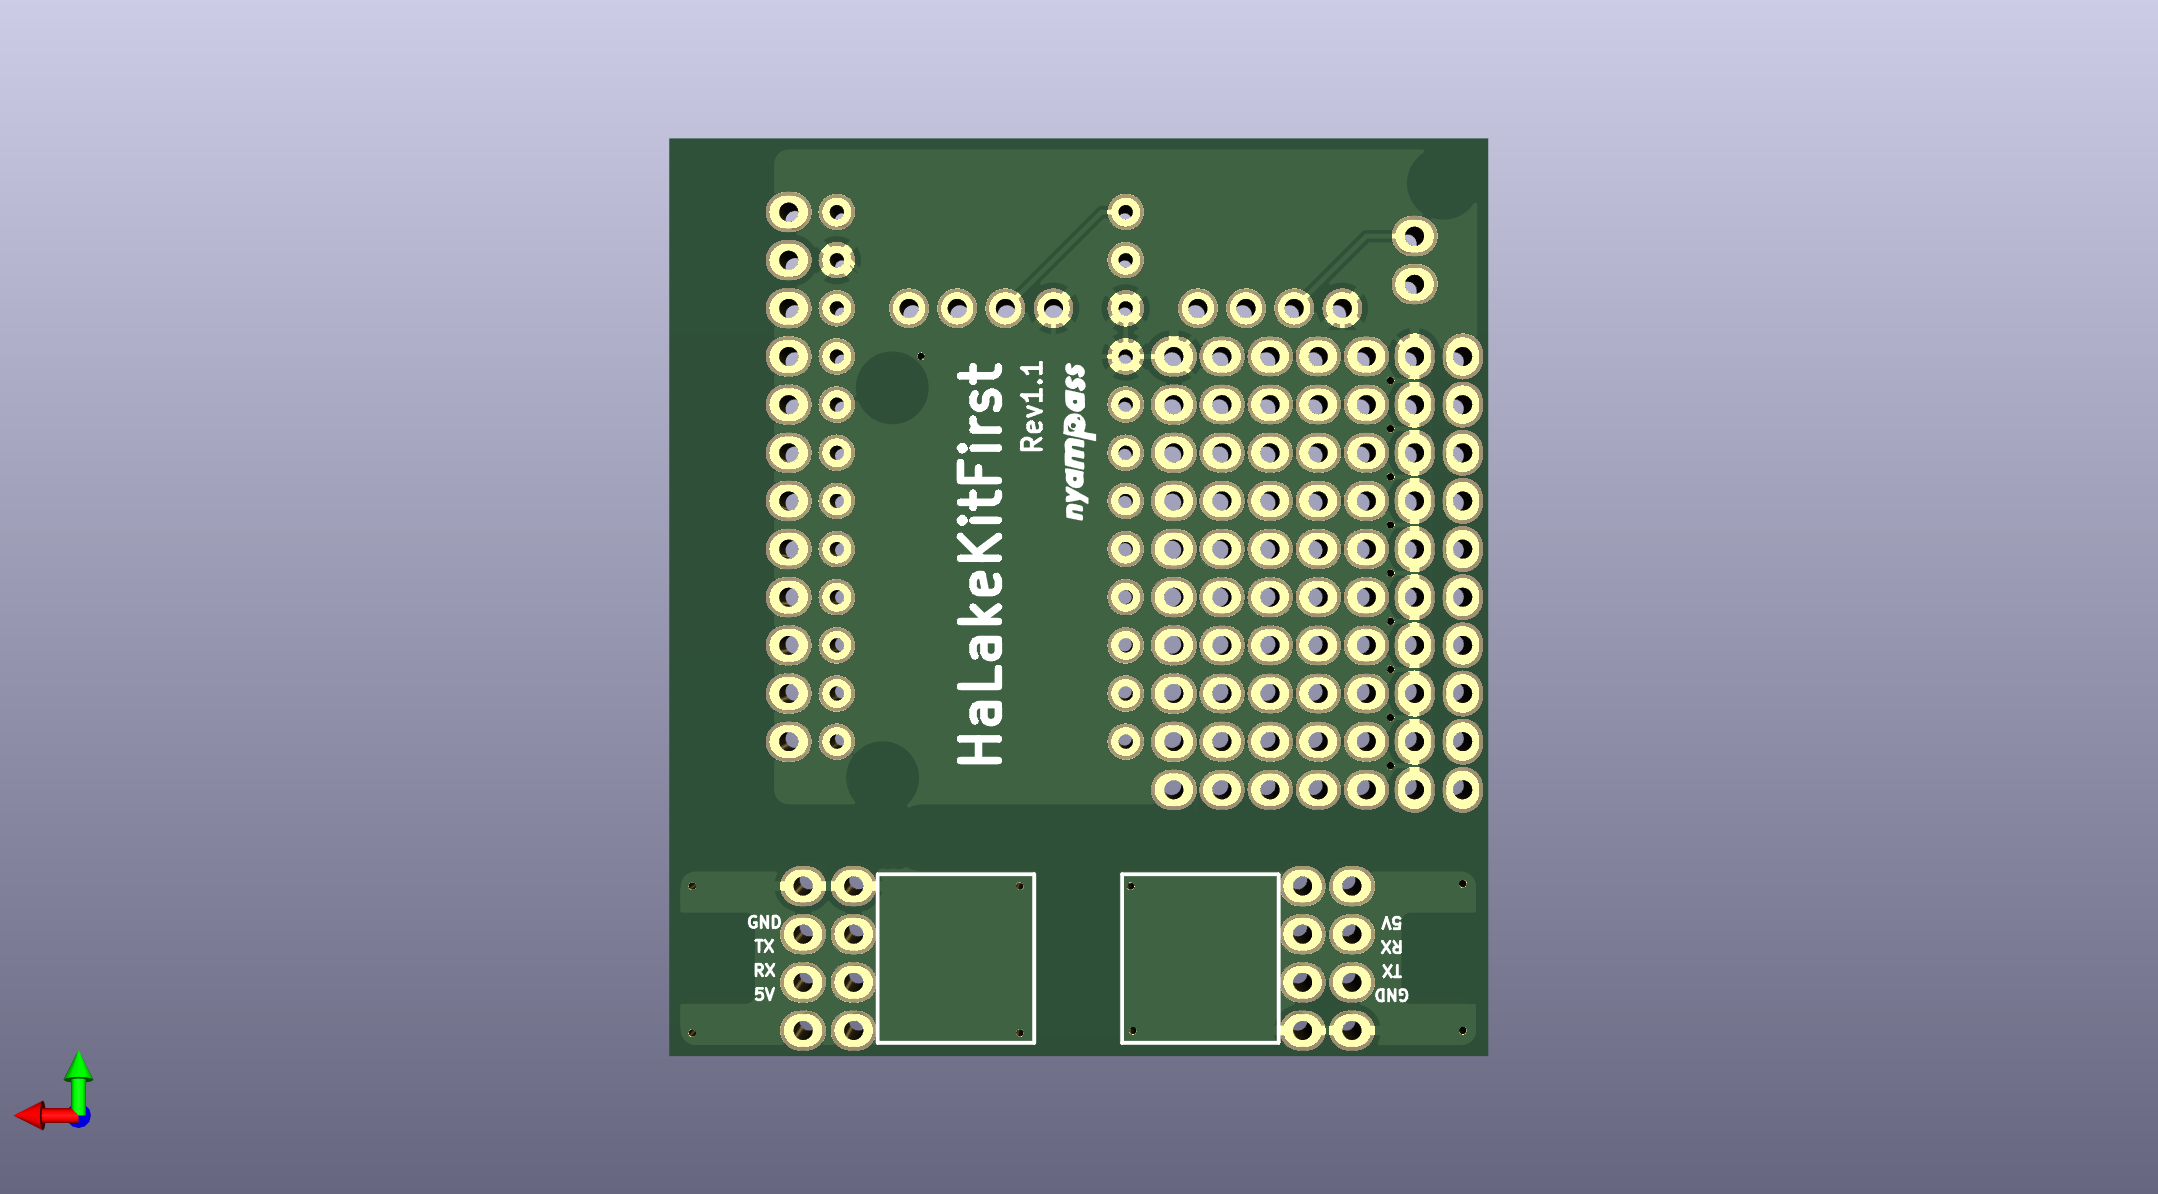 HaLakeKitFirst
Rev1.1
nyampass
GND
TX
RX
5V
5V
RX
TX
GND